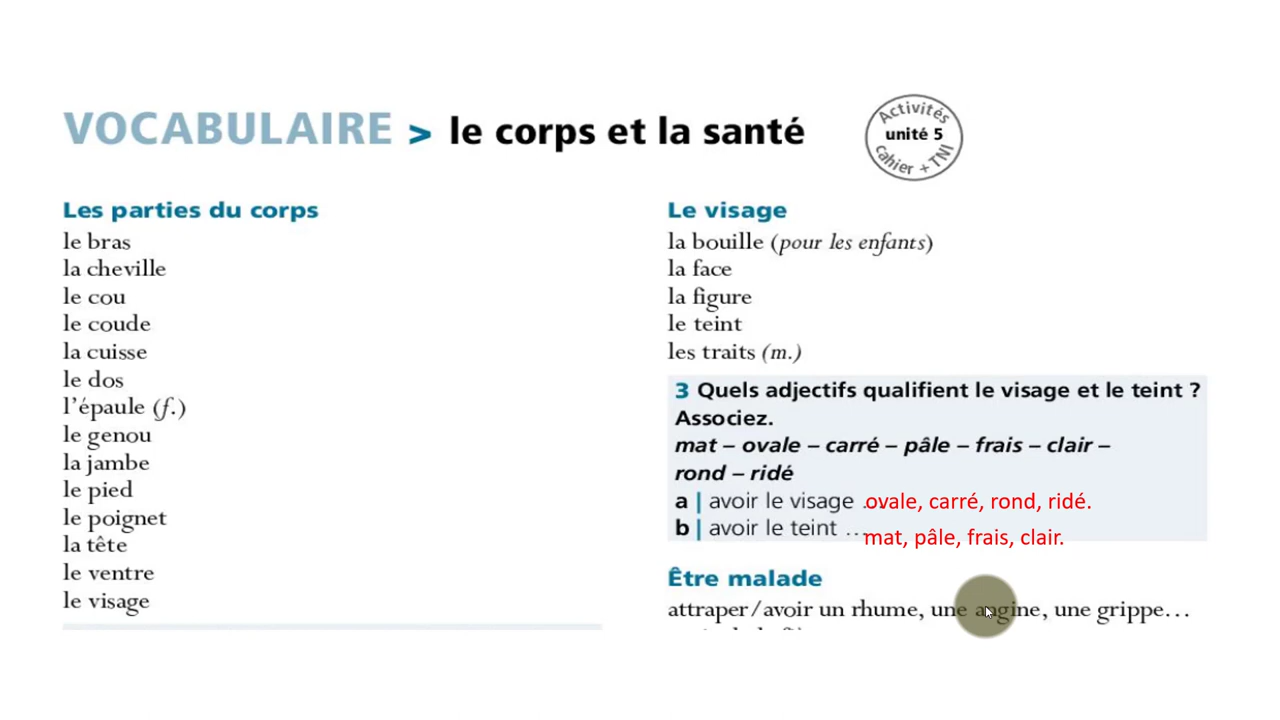 VOCABULAIRE > le corps et la santé
Activités
unité 5
cahier + TNI
Les parties du corps
le bras
la cheville
le cou
le coude
la cuisse
le dos
l’épaule (f.)
le genou
la jambe
le pied
le poignet
la tête
le ventre
le visage
Le visage
la bouille (pour les enfants)
la face
la figure
le teint
les traits (m.)
3 Quels adjectifs qualifient le visage et le teint ?
Associez.
mat – ovale – carré – pâle – frais – clair –
rond – ridé
a | avoir le visage ... ovale, carré, rond, ridé.
b | avoir le teint ... mat, pâle, frais, clair.
Être malade
attraper/avoir un rhume, une angine, une grippe…